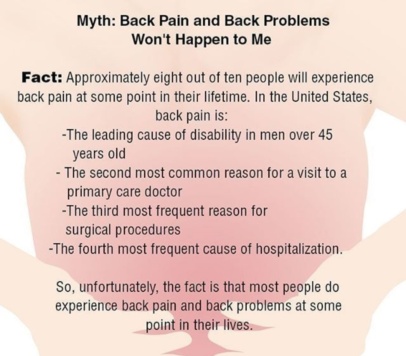 Myth: Back Pain and Back Problems
Won't Happen to Me
Fact: Approximately eight out of ten people will experience
back pain at some point in their lifetime. In the United States,
back pain is:
-The leading cause of disability in men over 45
years old
- The second most common reason for a visit to a
primary care doctor
-The third most frequent reason for
surgical procedures
-The fourth most frequent cause of hospitalization.
So, unfortunately, the fact is that most people do
experience back pain and back problems at some
point in their lives.